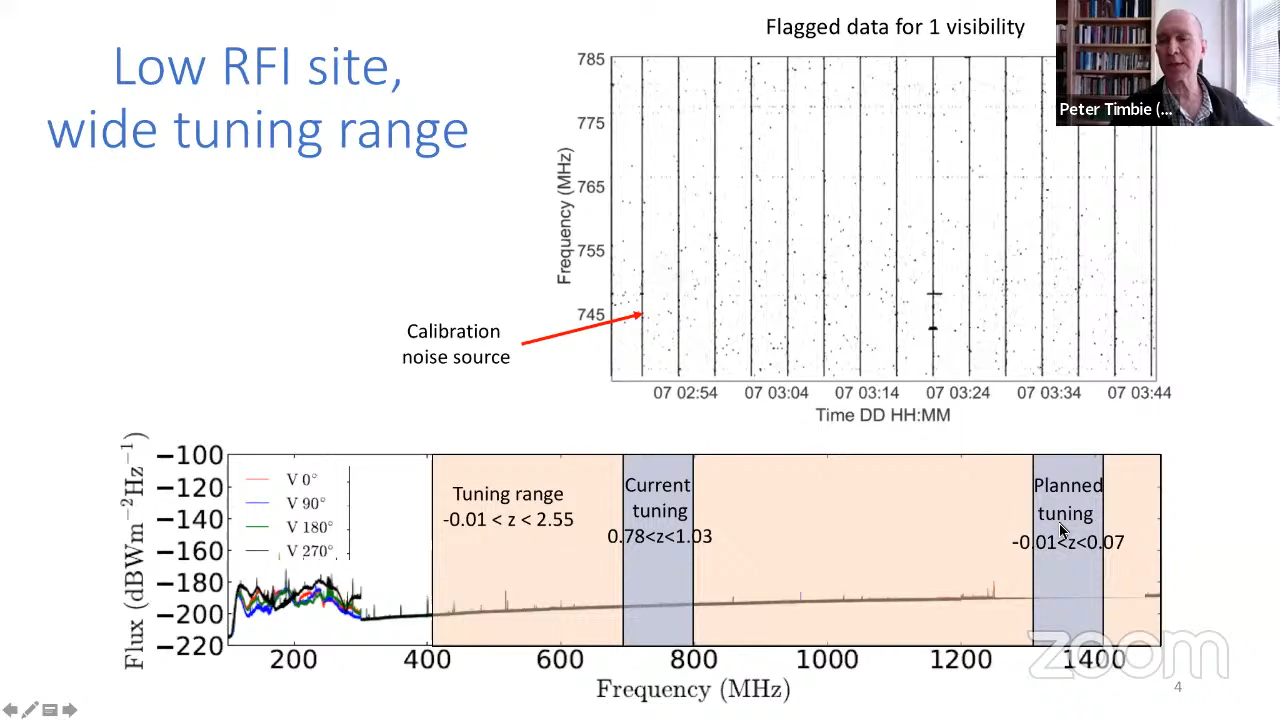 Low RFI site,
wide tuning range
Flagged data for 1 visibility
Peter Timbie (...
785
775
765
755
745
Frequency (MHz)
07 02:54 07 03:04 07 03:14 07 03:24 07 03:34 07 03:44
Time DD HH:MM
Calibration
noise source
Flux (dBWm−2Hz−1)
−100
−120
−140
−160
−180
−200
−220
V 0°
V 90°
V 180°
V 270°
Tuning range
-0.01 < z < 2.55
Current
tuning
0.78<z<1.03
Planned
tuning
-0.01<z<0.07
200 400 600 800 1000 1200 1400
Frequency (MHz)
zoom
4